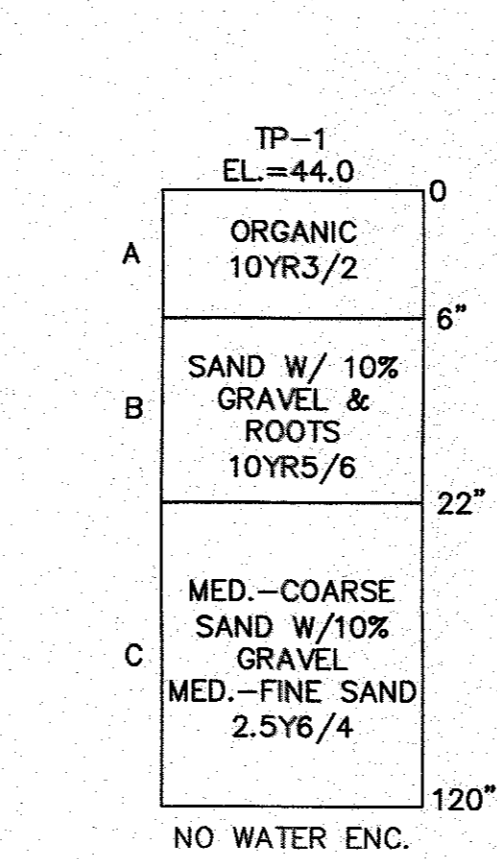 TP-1
EL.=44.0
0
A
ORGANIC
10YR3/2
6"
B
SAND W/ 10%
GRAVEL &
ROOTS
10YR5/6
22"
C
MED.-COARSE
SAND W/10%
GRAVEL
MED.-FINE SAND
2.5Y6/4
120"
NO WATER ENC.